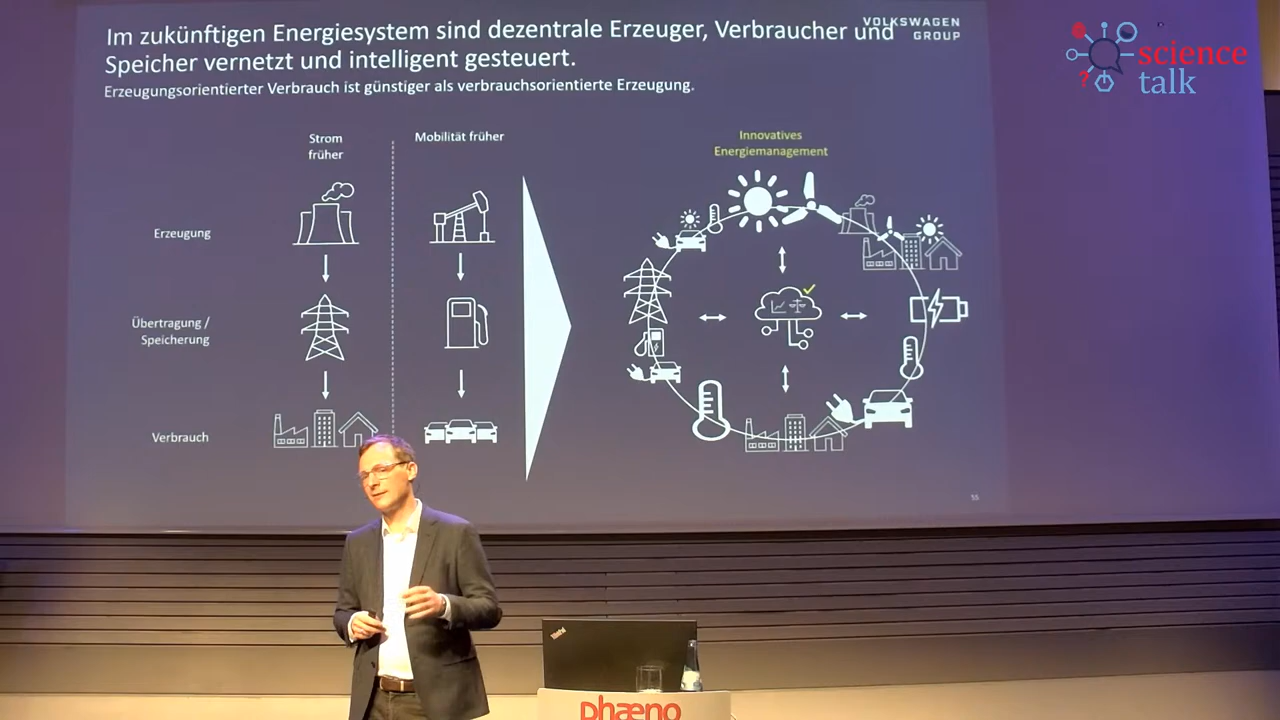 Im zukünftigen Energiesystem sind dezentrale Erzeuger, Verbraucher und
Speicher vernetzt und intelligent gesteuert.
VOLKSWAGEN
GROUP
Erzeugungsorientierter Verbrauch ist günstiger als verbrauchsorientierte Erzeugung.
science
talk
Strom
früher
Mobilität früher
Innovatives
Energiemanagement
Erzeugung
Übertragung /
Speicherung
Verbrauch
ThinkPad
phæno